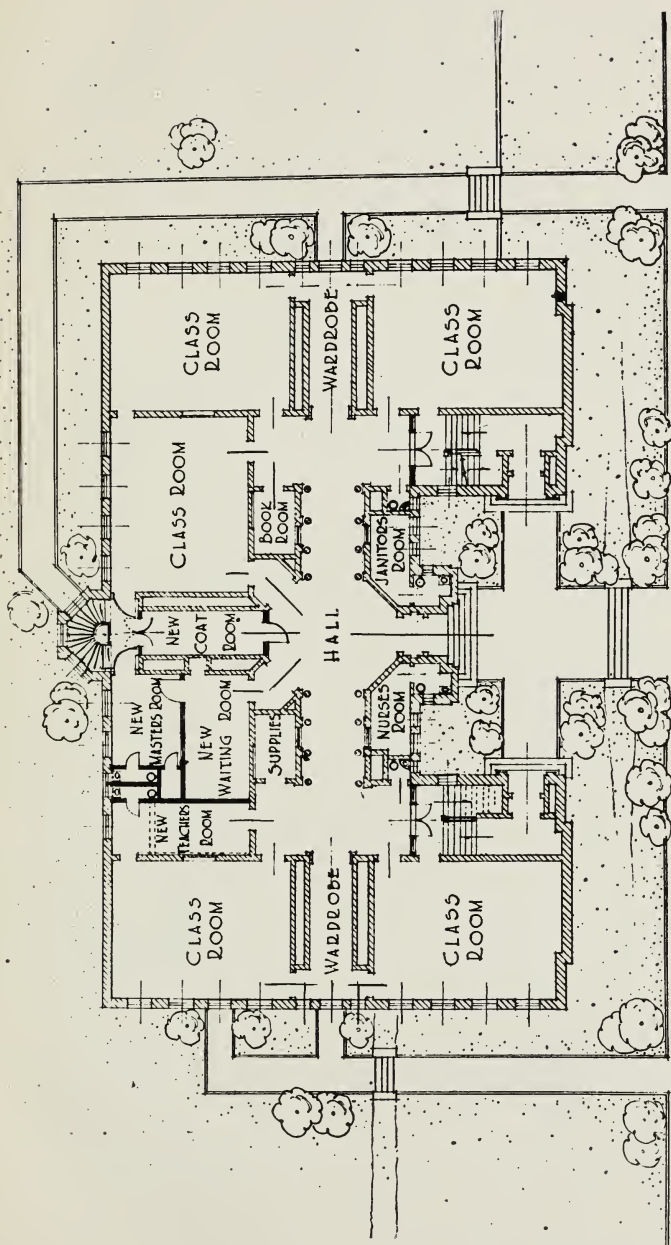 CLASS
ROOM
NEW
TEACHERS
ROOM
NEW
MASTERS ROOM
NEW
WAITING ROOM
NEW
COAT
ROOM
CLASS ROOM
CLASS
ROOM
SUPPLIES
BOOK
ROOM
WARDROBE
HALL
WARDROBE
NURSES
ROOM
JANITORS
ROOM
CLASS
ROOM
CLASS
ROOM